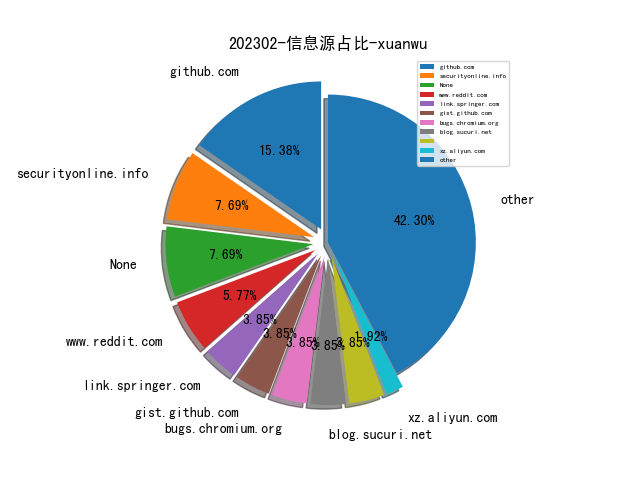 202302-信息源占比-xuanwu
github.com
securityonline.info
None
www.reddit.com
link.springer.com
gist.github.com
bugs.chromium.org
blog.sucuri.net
xz.aliyun.com
other
15.38%
7.69%
7.69%
5.77%
3.85%
3.85%
3.85%
3.85%
3.85%
1.92%
42.30%
github.com
securityonline.info
None
www.reddit.com
link.springer.com
gist.github.com
bugs.chromium.org
blog.sucuri.net
xz.aliyun.com
other